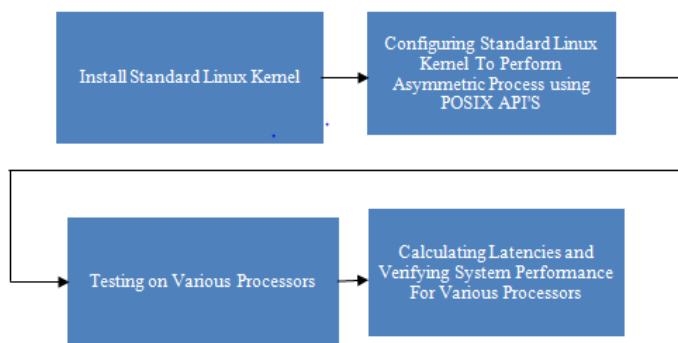 Install Standard Linux Kernel
Configuring Standard Linux
Kernel To Perform
Asymmetric Process using
POSIX API'S
Testing on Various Processors
Calculating Latencies and
Verifying System Performance
For Various Processors